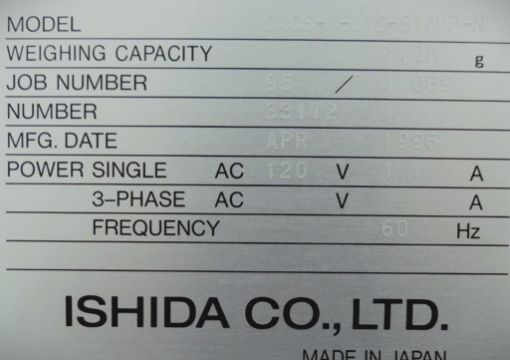 MODEL
WEIGHING CAPACITY g
JOB NUMBER /
NUMBER 33172
MFG. DATE APR 1996
POWER SINGLE AC 120 V A
3-PHASE AC V A
FREQUENCY 60 Hz
ISHIDA CO., LTD.
MADE IN JAPAN